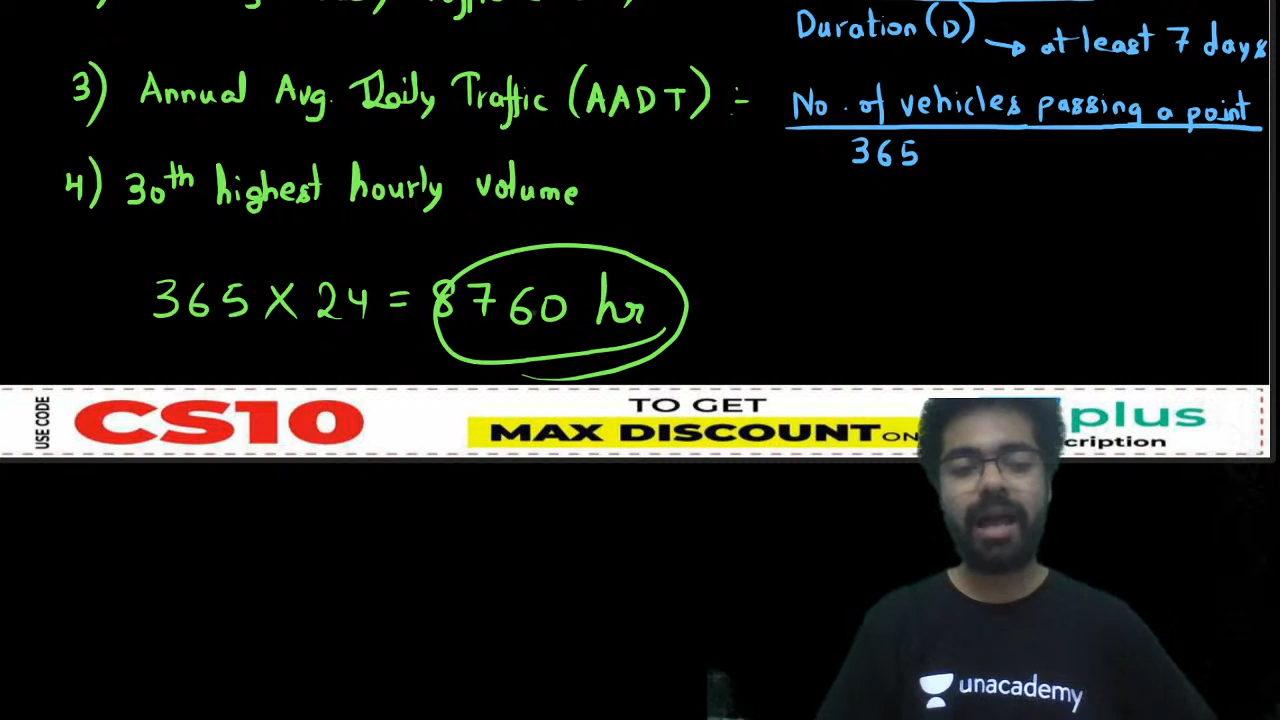 Duration (D) → at least 7 days
3) Annual Avg. Daily Traffic (AADT) = No. of vehicles passing a point
365
4) 30th highest hourly volume
365 X 24 = 8760 hr
USE CODE
CS10
TO GET
MAX DISCOUNT ON
plus
cription
unacademy